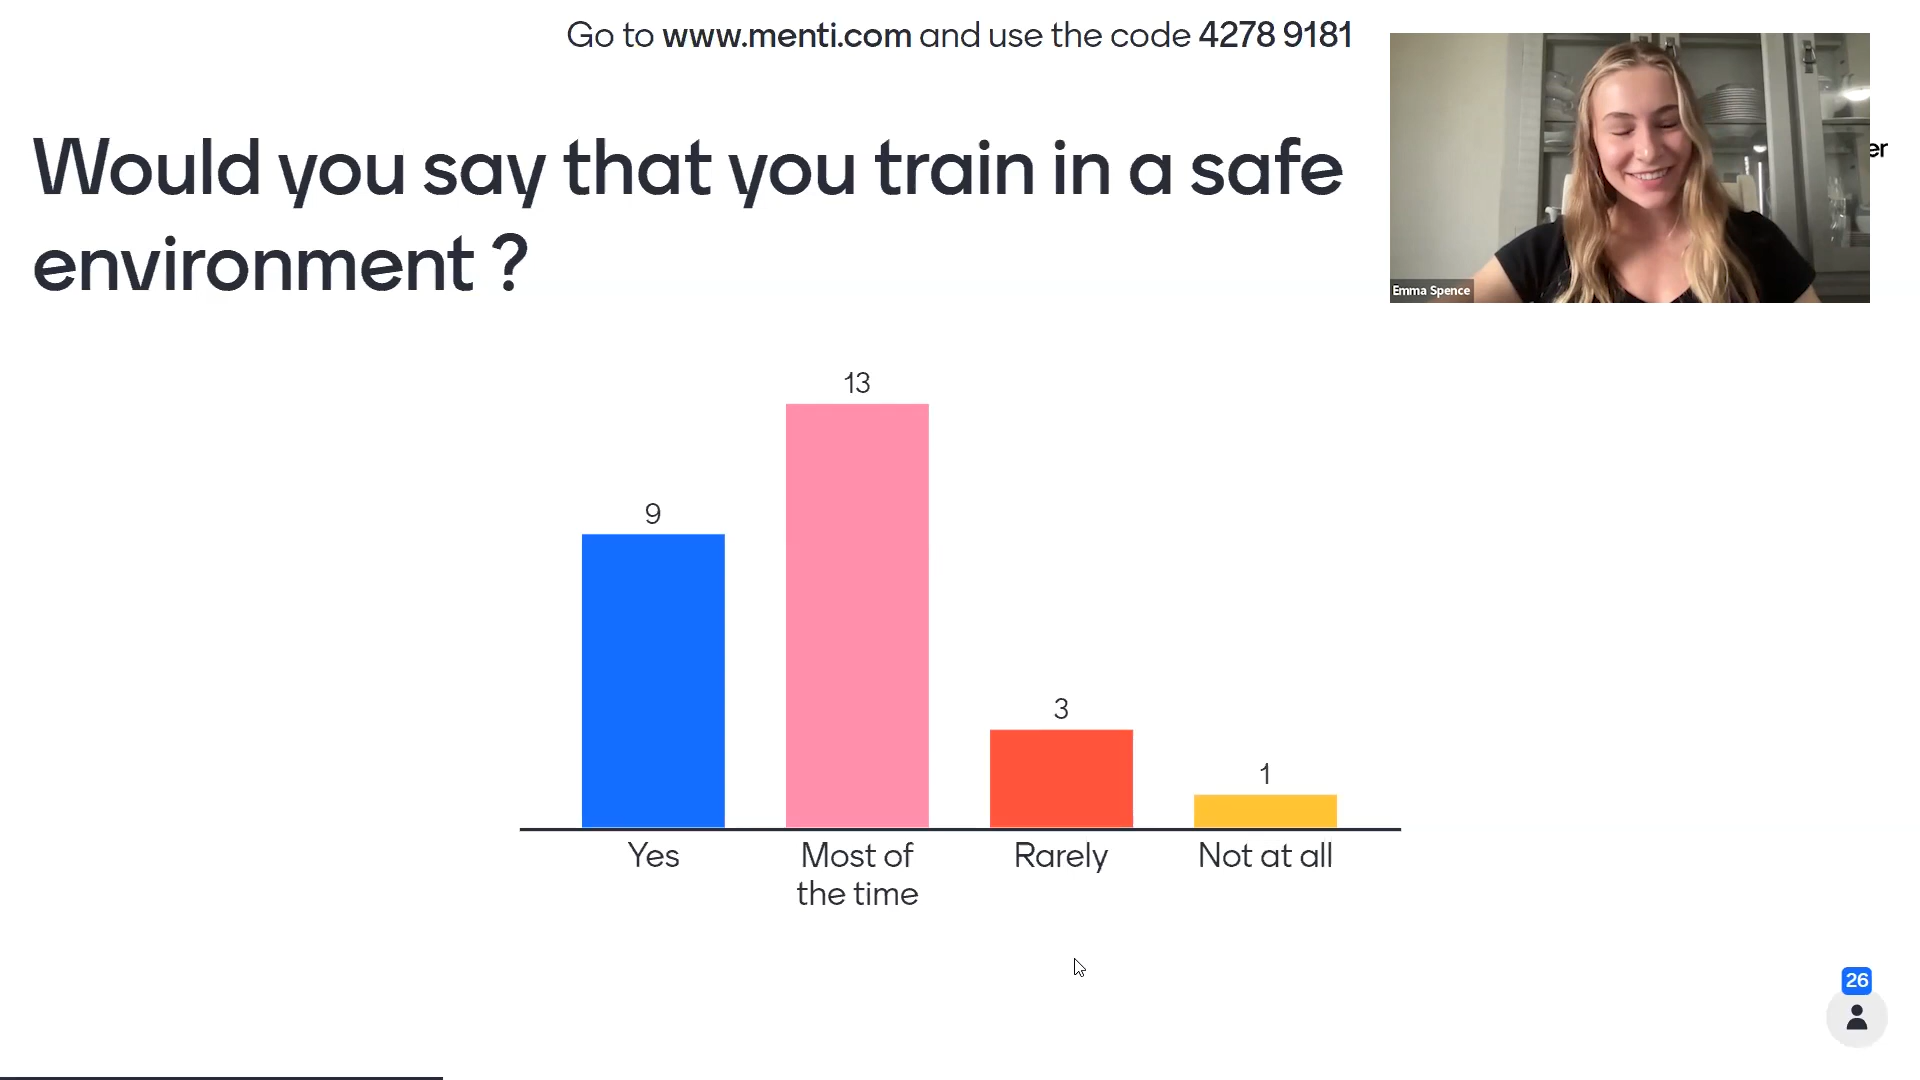 Go to www.menti.com and use the code 4278 9181
Would you say that you train in a safe
environment ?
er
Emma Spence
13
9
3
1
Yes
Most of
the time
Rarely
Not at all
26